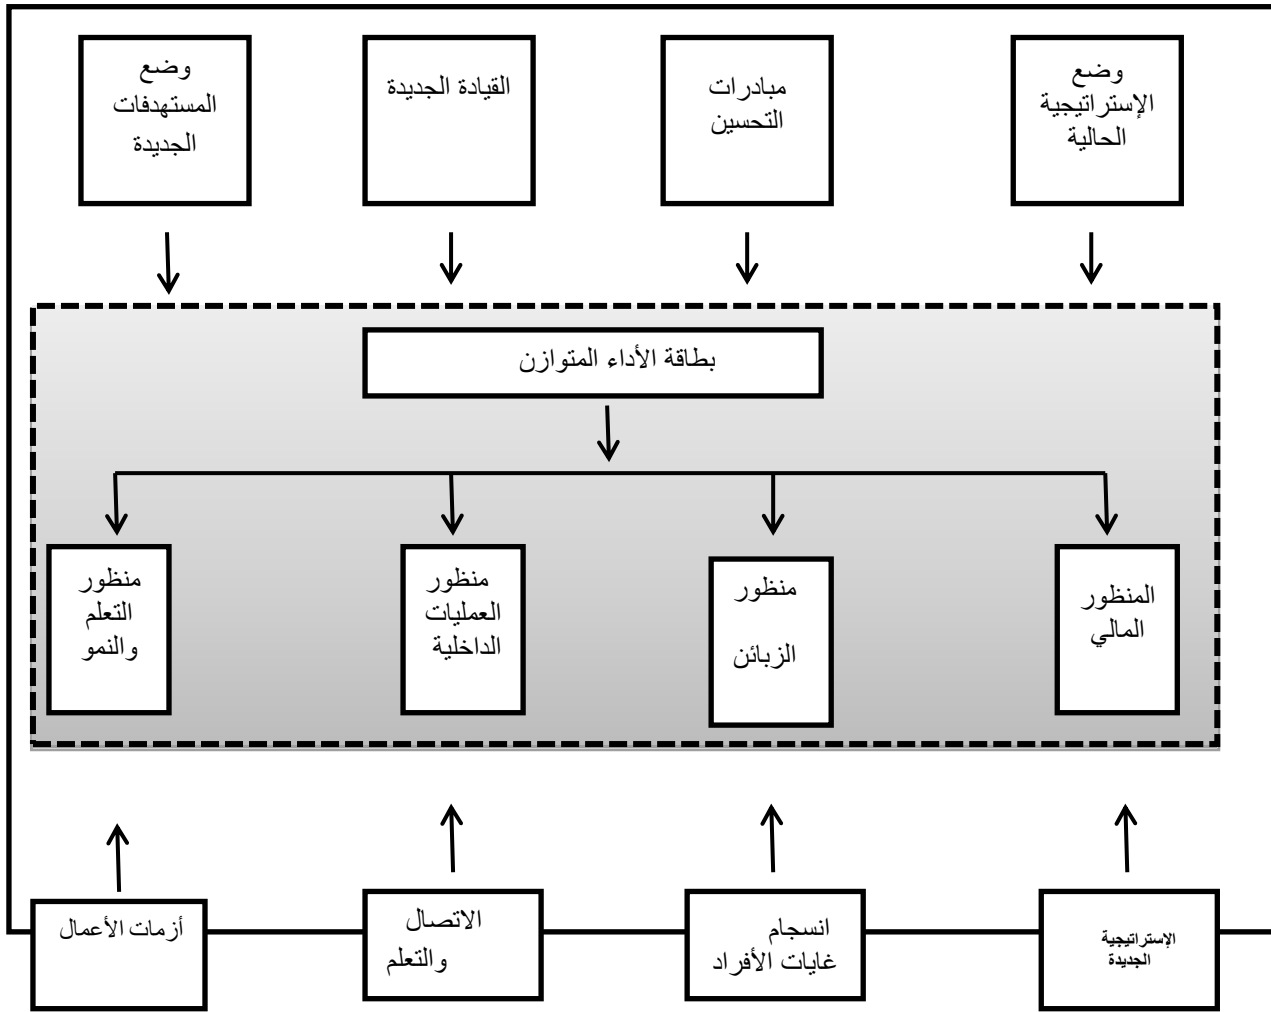 وضع
الإستراتيجية
الحالية
مبادرات
التحسين
القيادة الجديدة
وضع
المستهدفات
الجديدة
بطاقة الأداء المتوازن
المنظور
المالي
منظور
الزبائن
منظور
العمليات
الداخلية
منظور
التعلم
والنمو
الإستراتيجية
الجديدة
انسجام
غايات الأفراد
الاتصال
والتعلم
أزمات الأعمال